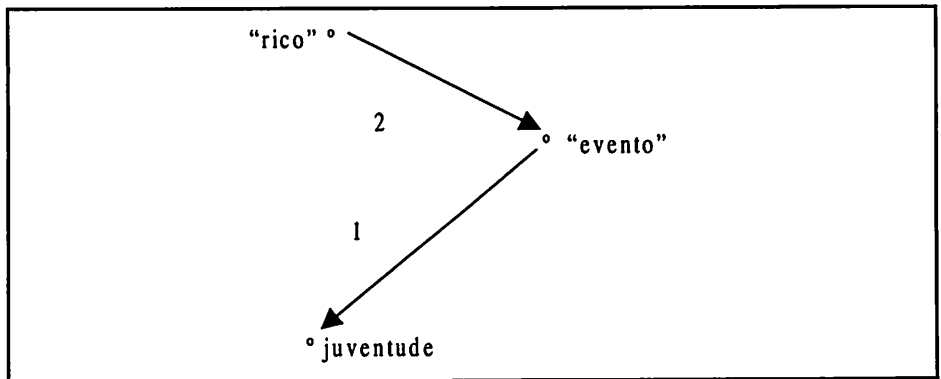 “rico” °
2
° “evento”
1
° juventude